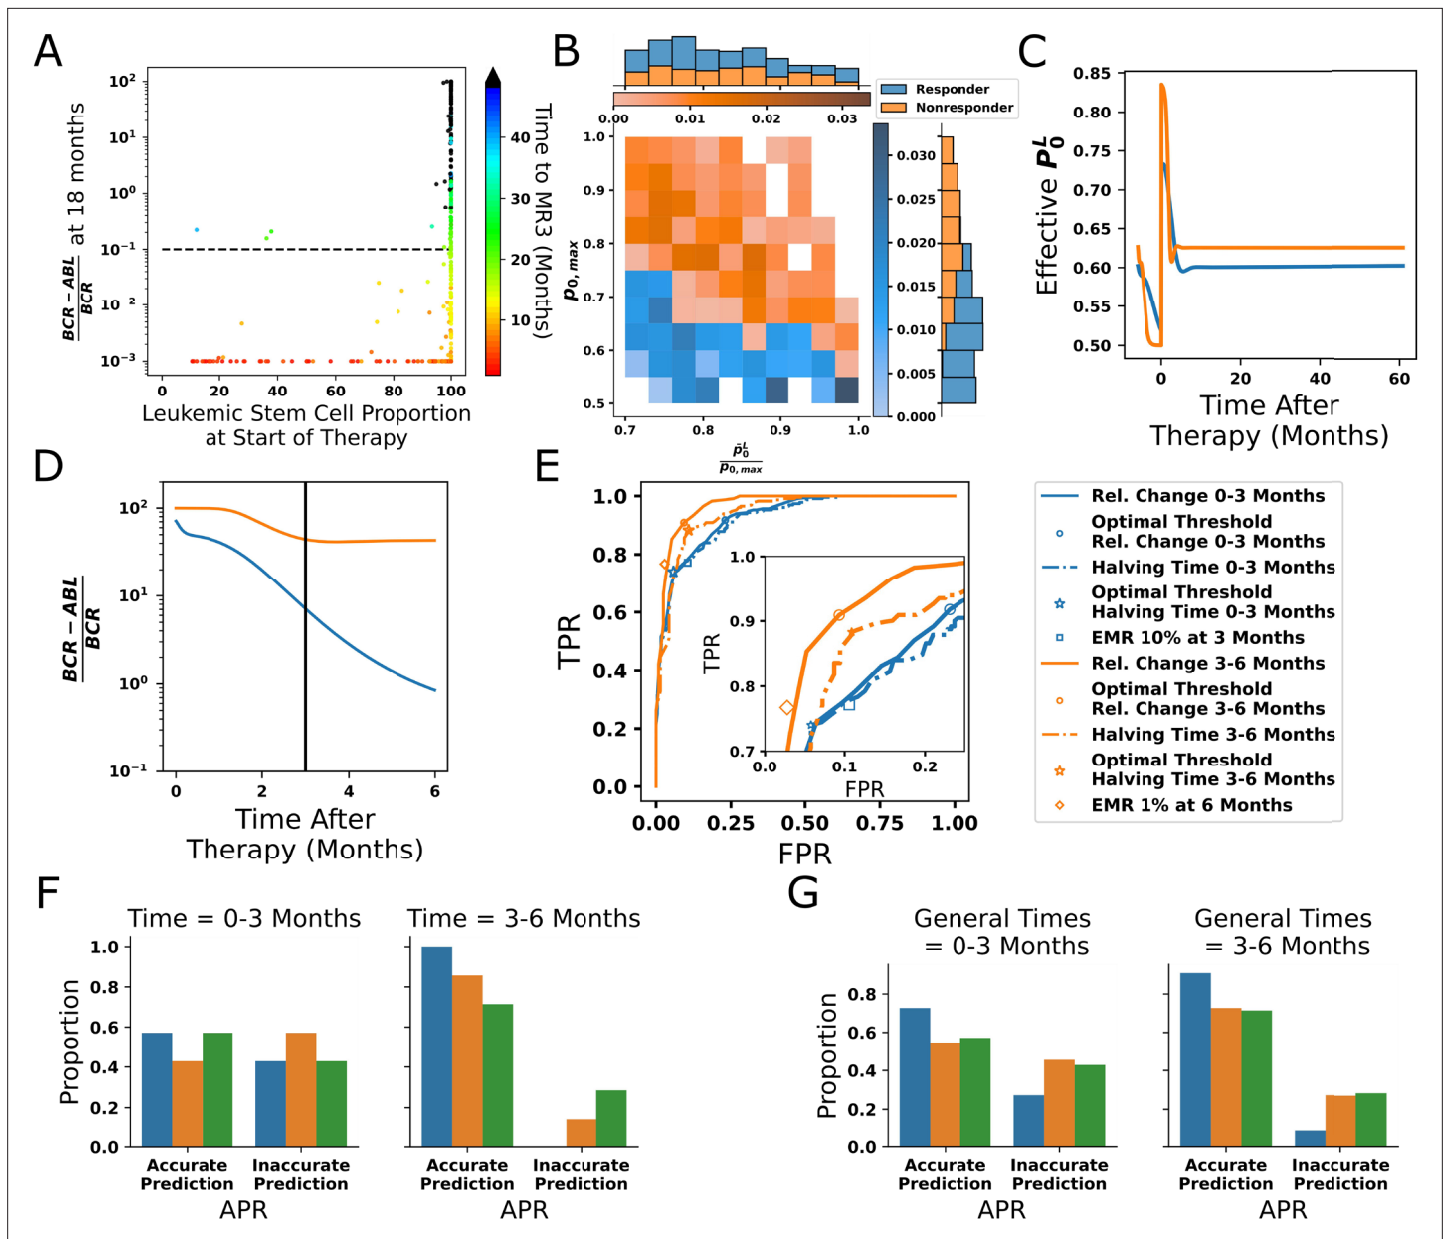 A
BCR − ABL
BCR
at 18 months
10²
10¹
10⁰
10⁻¹
10⁻²
10⁻³
0
20
40
60
80
100
Leukemic Stem Cell Proportion
at Start of Therapy
40
30
20
10
Time to MR3 (Months)
B
Responder
Nonresponder
0.00
0.01
0.02
0.03
p0,max
1.0
0.9
0.8
0.7
0.6
0.5
0.7
0.8
0.9
1.0
p̄₀ᴸ
p0,max
0.030
0.025
0.020
0.015
0.010
0.005
0.000
C
Effective P₀ᴸ
0.85
0.80
0.75
0.70
0.65
0.60
0.55
0.50
0
20
40
60
Time After
Therapy (Months)
D
BCR − ABL
BCR
10²
10¹
10⁰
10⁻¹
0
2
4
6
Time After
Therapy (Months)
E
TPR
1.0
0.8
0.6
0.4
0.2
0.0
0.00
0.25
0.50
0.75
1.00
FPR
TPR
1.0
0.9
0.8
0.7
0.0
0.1
0.2
FPR
Rel. Change 0-3 Months
Optimal Threshold
Rel. Change 0-3 Months
Halving Time 0-3 Months
Optimal Threshold
Halving Time 0-3 Months
EMR 10% at 3 Months
Rel. Change 3-6 Months
Optimal Threshold
Rel. Change 3-6 Months
Halving Time 3-6 Months
Optimal Threshold
Halving Time 3-6 Months
EMR 1% at 6 Months
F
Time = 0-3 Months
Proportion
1.0
0.8
0.6
0.4
0.2
0.0
Accurate
Prediction
Inaccurate
Prediction
APR
Time = 3-6 Months
Accurate
Prediction
Inaccurate
Prediction
APR
G
General Times
= 0-3 Months
Proportion
0.8
0.6
0.4
0.2
0.0
Accurate
Prediction
Inaccurate
Prediction
APR
General Times
= 3-6 Months
Accurate
Prediction
Inaccurate
Prediction
APR